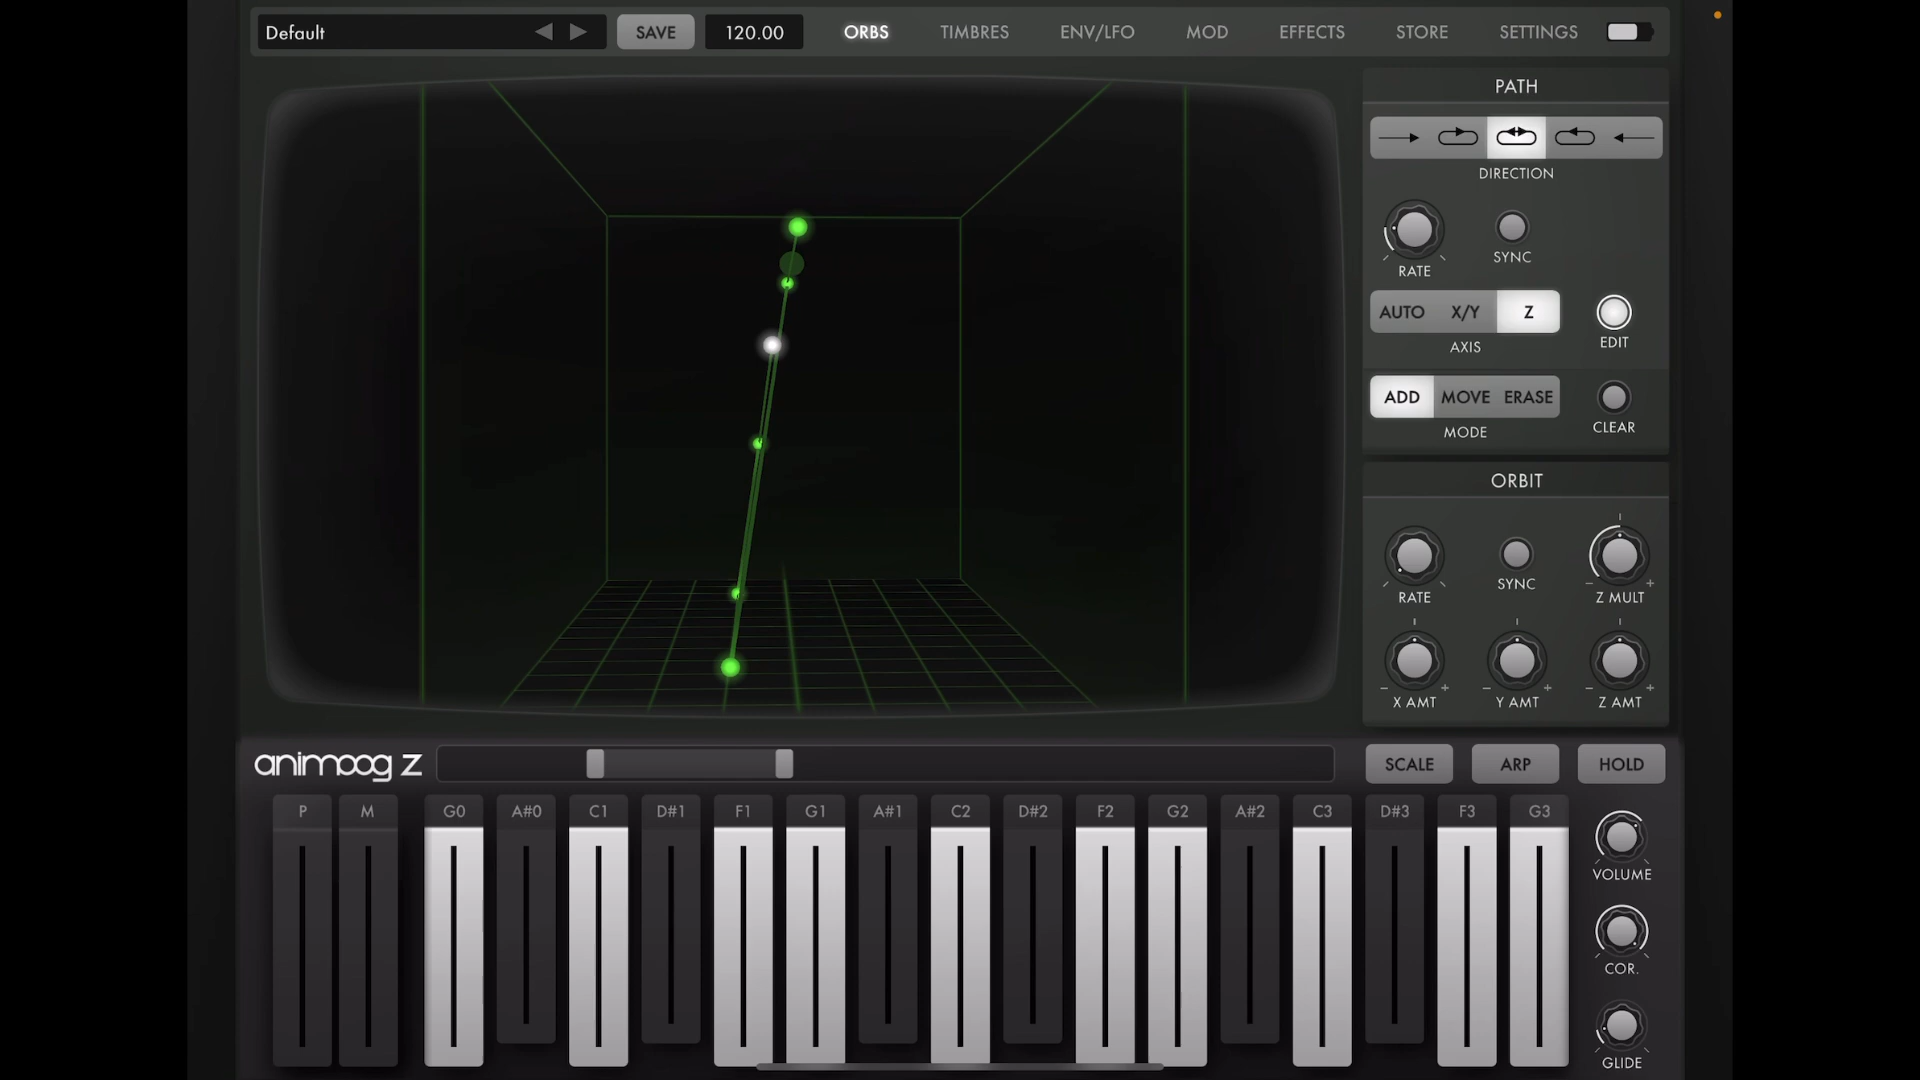 Default
SAVE
120.00
ORBS
TIMBRES
ENV/LFO
MOD
EFFECTS
STORE
SETTINGS
PATH
DIRECTION
RATE
SYNC
AUTO X/Y Z
AXIS
EDIT
ADD MOVE ERASE
MODE
CLEAR
ORBIT
RATE
SYNC
- +
Z MULT
- +
X AMT
- +
Y AMT
- +
Z AMT
animoog Z
SCALE
ARP
HOLD
P M G0 A#0 C1 D#1 F1 G1 A#1 C2 D#2 F2 G2 A#2 C3 D#3 F3 G3
VOLUME
COR.
GLIDE